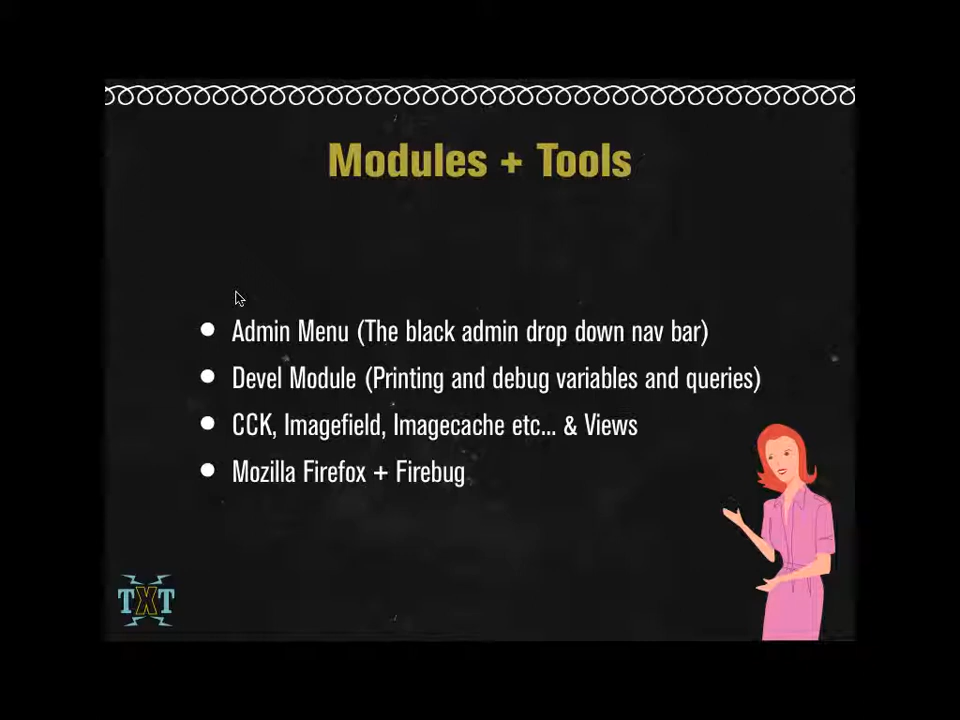 Modules + Tools
Admin Menu (The black admin drop down nav bar)
Devel Module (Printing and debug variables and queries)
CCK, Imagefield, Imagecache etc... & Views
Mozilla Firefox + Firebug
TXT